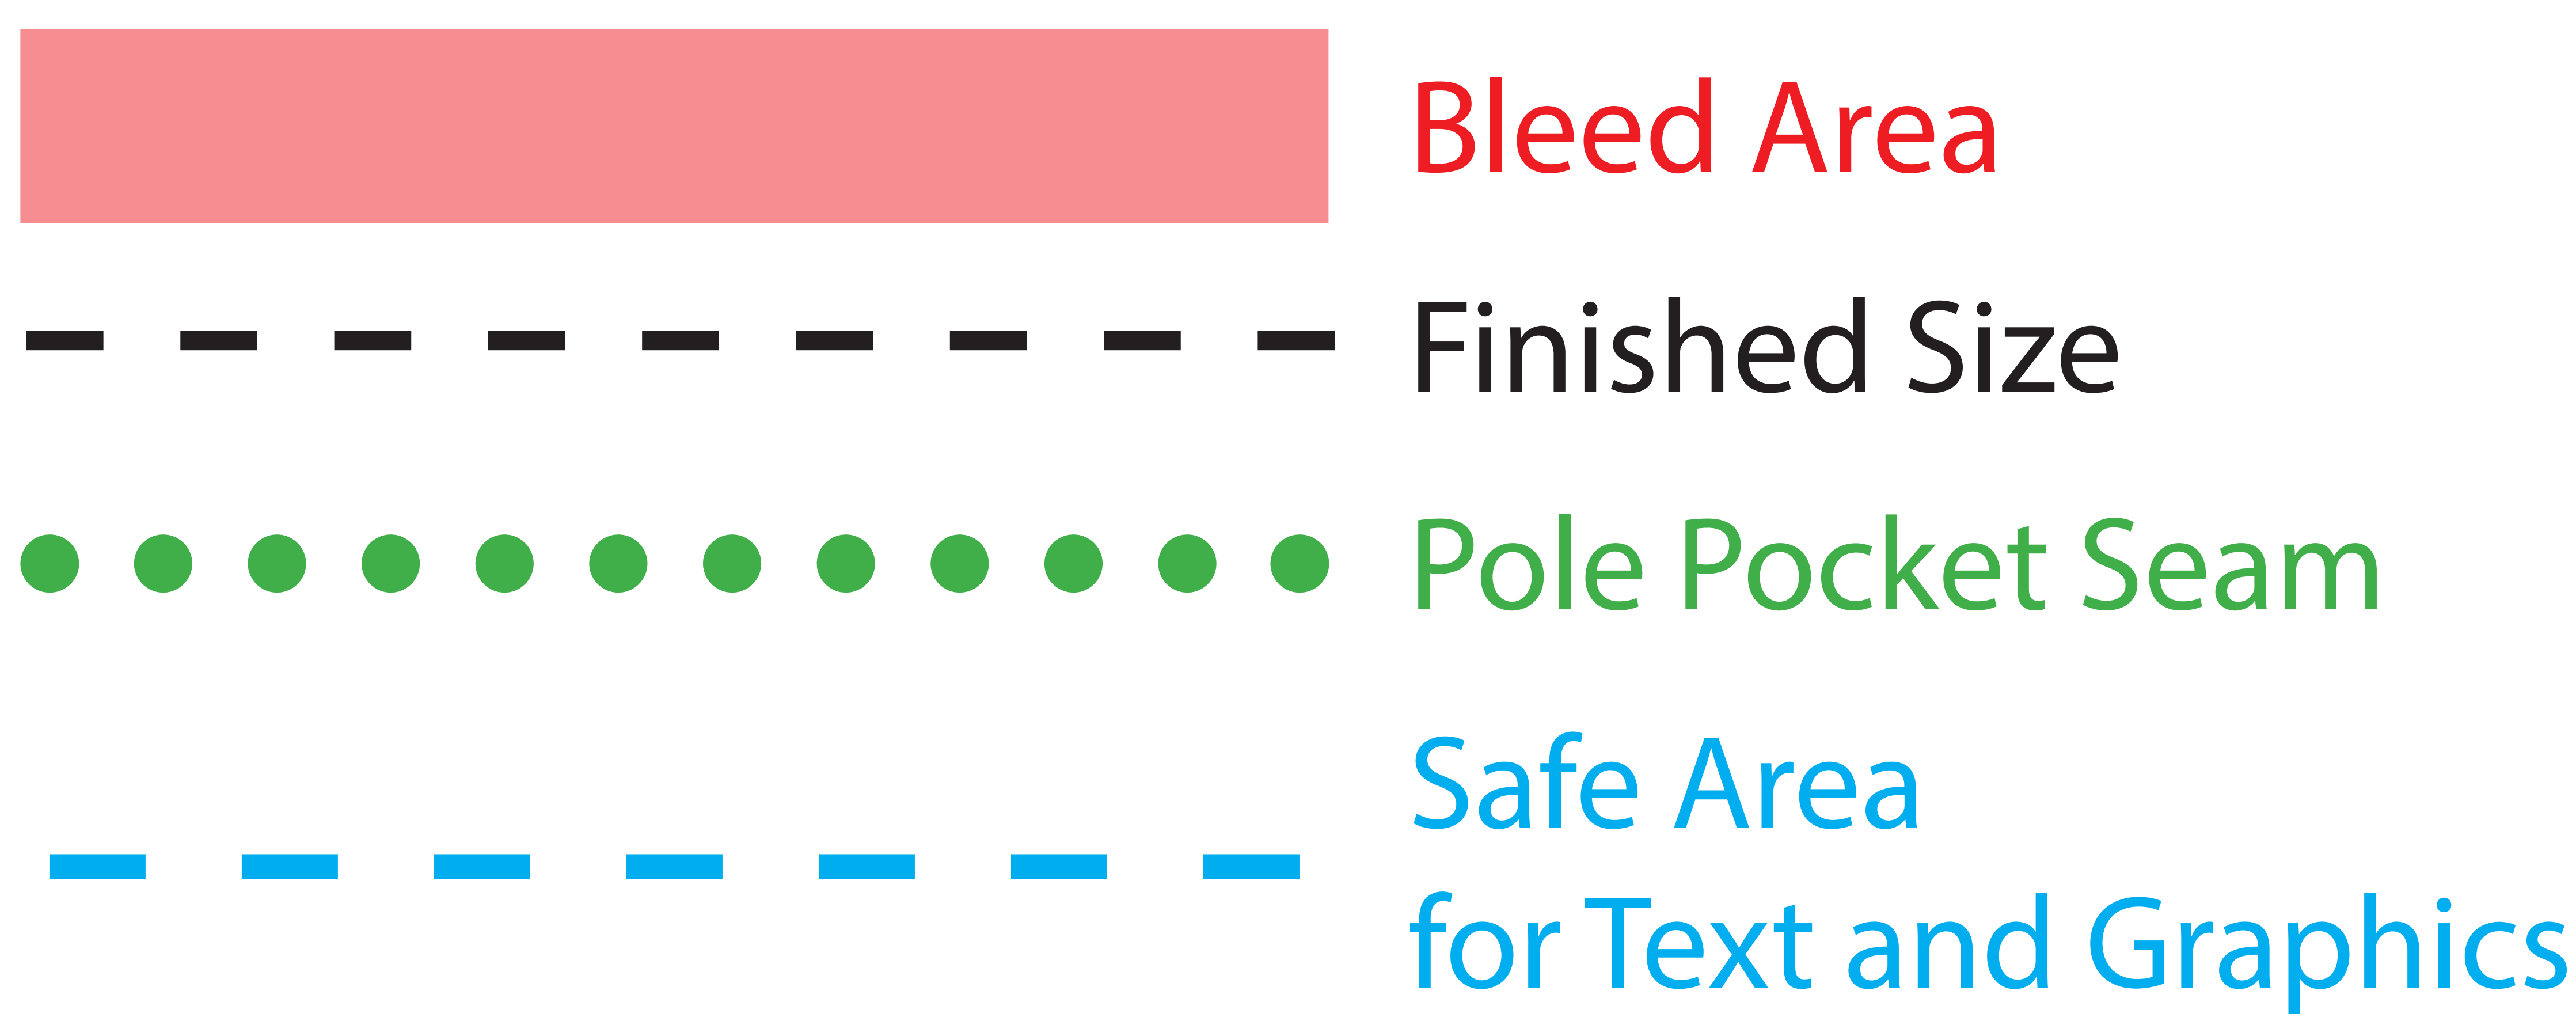 Bleed Area
Finished Size
Pole Pocket Seam
Safe Area
for Text and Graphics